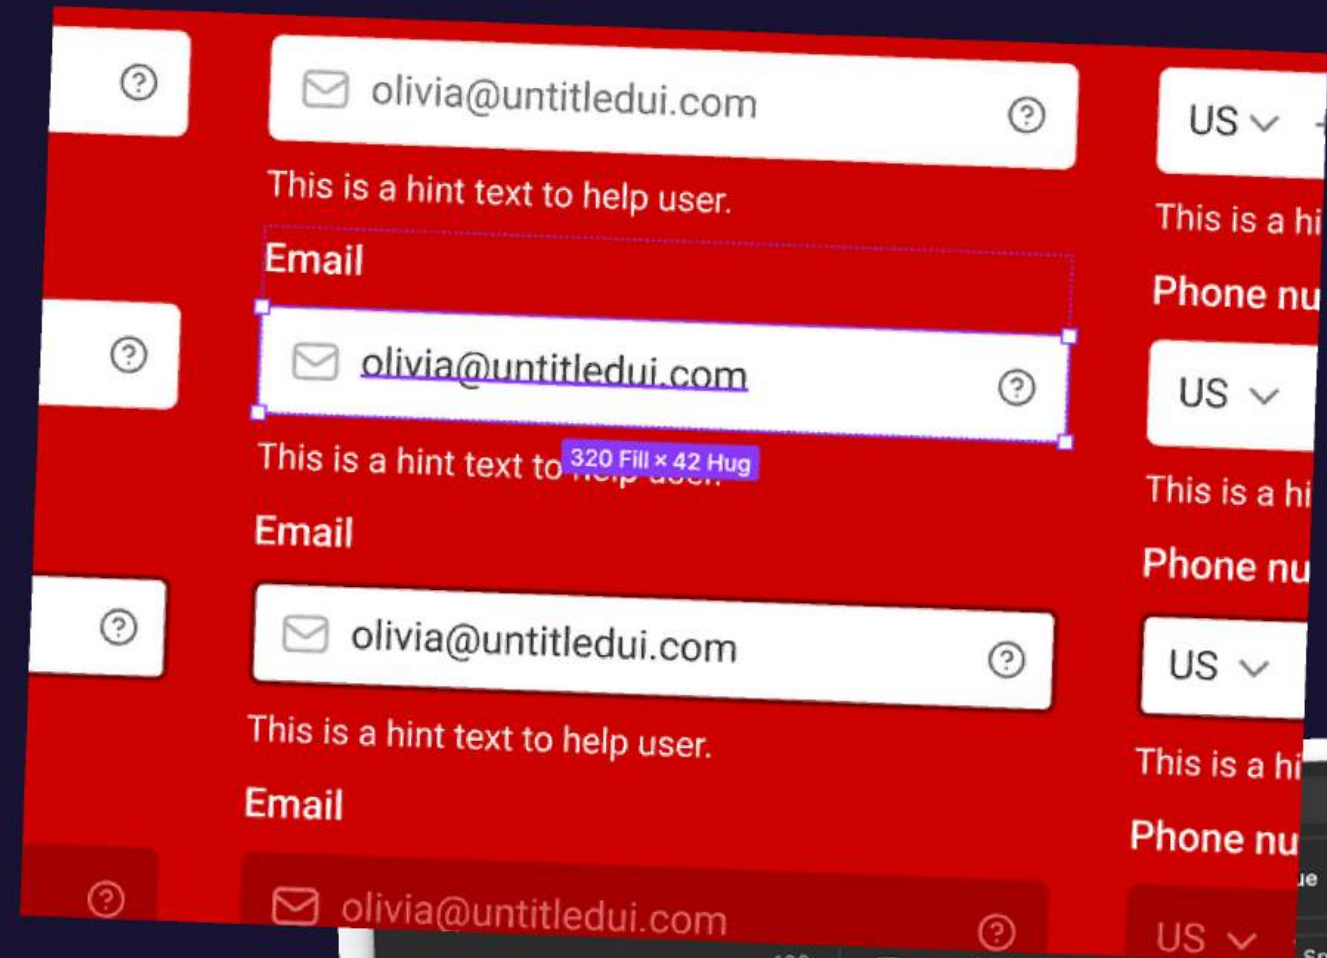 olivia@untitledui.com
US
This is a hint text to help user.
This is a hi
Email
Phone nu
olivia@untitledui.com
US
This is a hint text to
320 Fill × 42 Hug
This is a hi
Email
Phone nu
olivia@untitledui.com
US
This is a hint text to help user.
This is a hi
Email
Phone nu
ue
olivia@untitledui.com
US